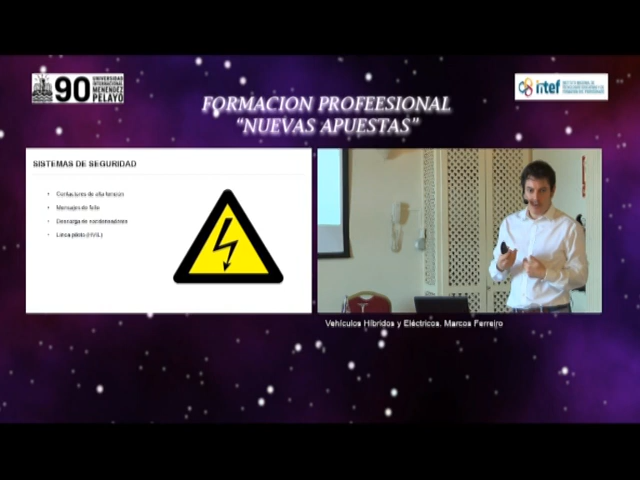 90
UNIVERSIDAD
INTERNACIONAL
MENÉNDEZ
PELAYO
intef
FORMACION PROFEESIONAL
“NUEVAS APUESTAS”
SISTEMAS DE SEGURIDAD
• Contactores de alta tensión
• Mensajes de fallo
• Descarga de condensadores
• Línea piloto (HVIL)
Vehículos Híbridos y Eléctricos. Marcos Ferreiro